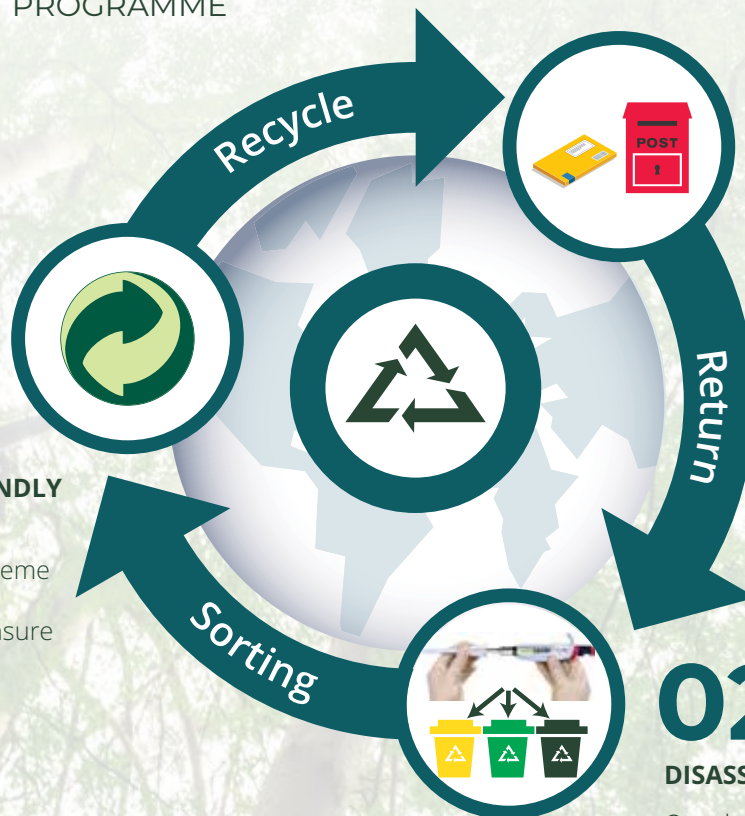 PROGRAMME
Recycle
POST
Return
NDLY
eme
sure
Sorting
02
DISASS